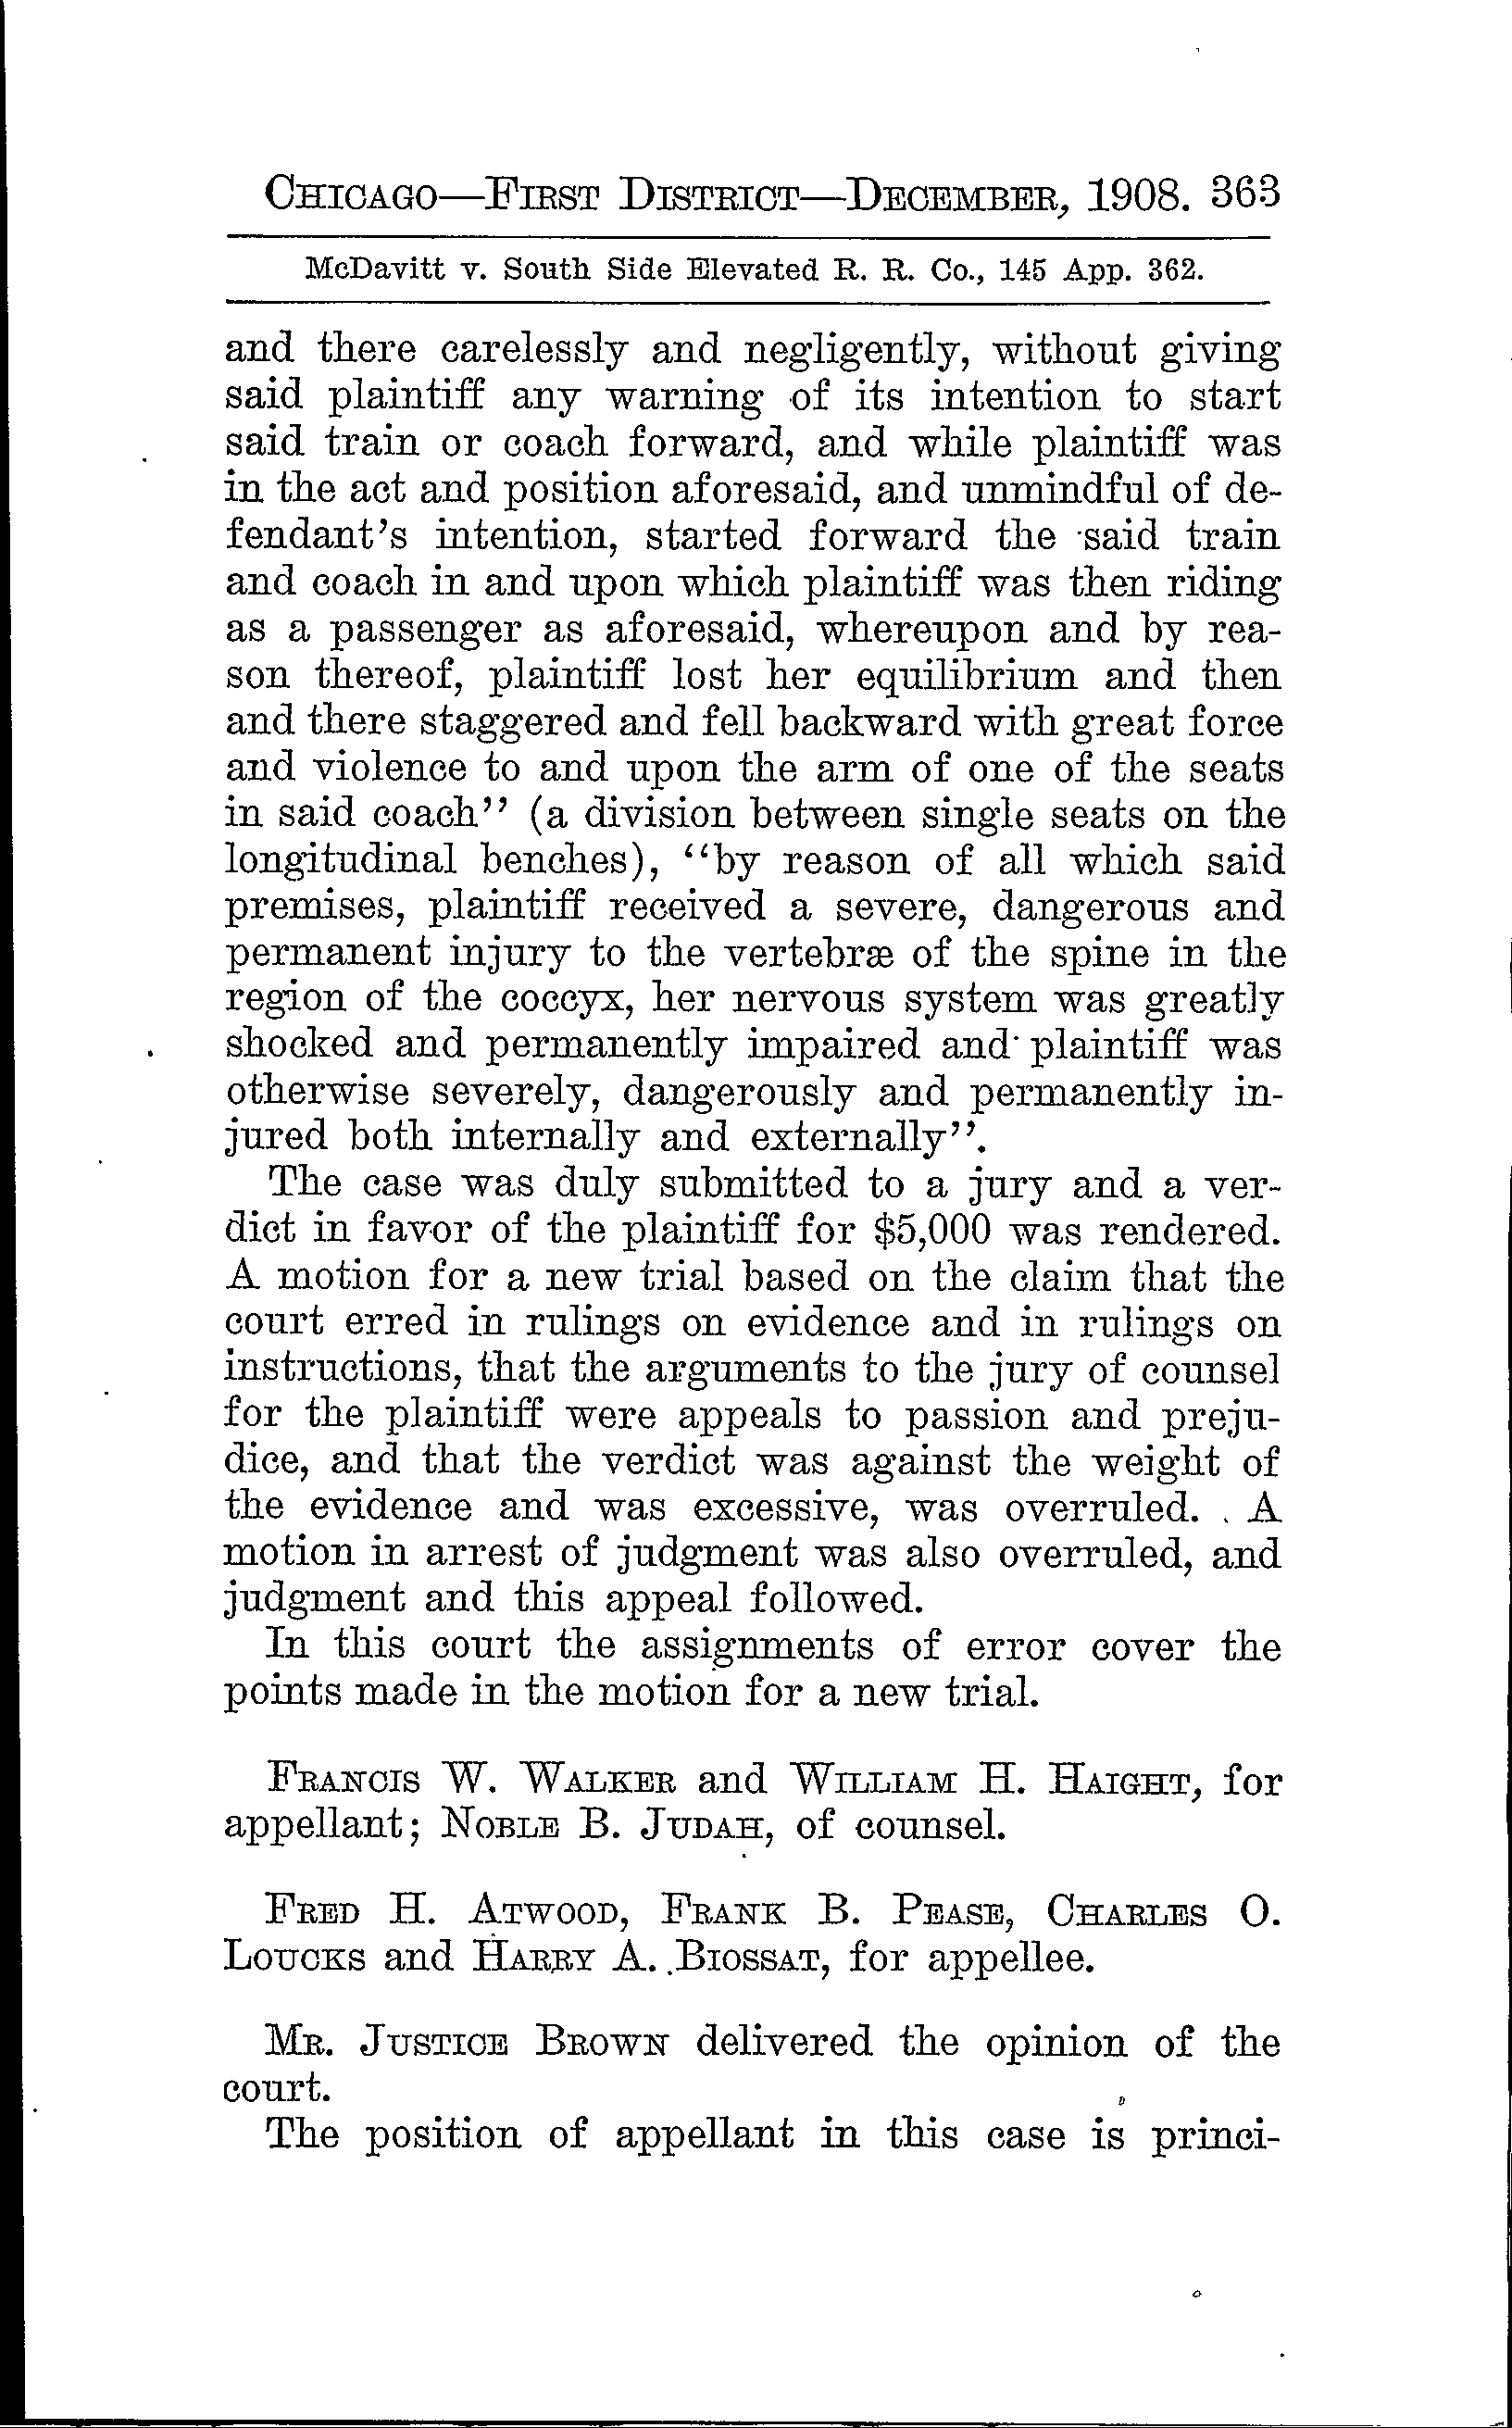 CHICAGO—FIRST DISTRICT—DECEMBER, 1908. 363
McDavitt v. South Side Elevated R. R. Co., 145 App. 362.
and there carelessly and negligently, without giving
said plaintiff any warning of its intention to start
said train or coach forward, and while plaintiff was
in the act and position aforesaid, and unmindful of de-
fendant's intention, started forward the said train
and coach in and upon which plaintiff was then riding
as a passenger as aforesaid, whereupon and by rea-
son thereof, plaintiff lost her equilibrium and then
and there staggered and fell backward with great force
and violence to and upon the arm of one of the seats
in said coach'' (a division between single seats on the
longitudinal benches), ''by reason of all which said
premises, plaintiff received a severe, dangerous and
permanent injury to the vertebræ of the spine in the
region of the coccyx, her nervous system was greatly
shocked and permanently impaired and plaintiff was
otherwise severely, dangerously and permanently in-
jured both internally and externally''.
The case was duly submitted to a jury and a ver-
dict in favor of the plaintiff for $5,000 was rendered.
A motion for a new trial based on the claim that the
court erred in rulings on evidence and in rulings on
instructions, that the arguments to the jury of counsel
for the plaintiff were appeals to passion and preju-
dice, and that the verdict was against the weight of
the evidence and was excessive, was overruled. A
motion in arrest of judgment was also overruled, and
judgment and this appeal followed.
In this court the assignments of error cover the
points made in the motion for a new trial.
FRANCIS W. WALKER and WILLIAM H. HAIGHT, for
appellant; NOBLE B. JUDAH, of counsel.
FRED H. ATWOOD, FRANK B. PEASE, CHARLES O.
LOUCKS and HARRY A. BIOSSAT, for appellee.
MR. JUSTICE BROWN delivered the opinion of the
court.
The position of appellant in this case is princi-